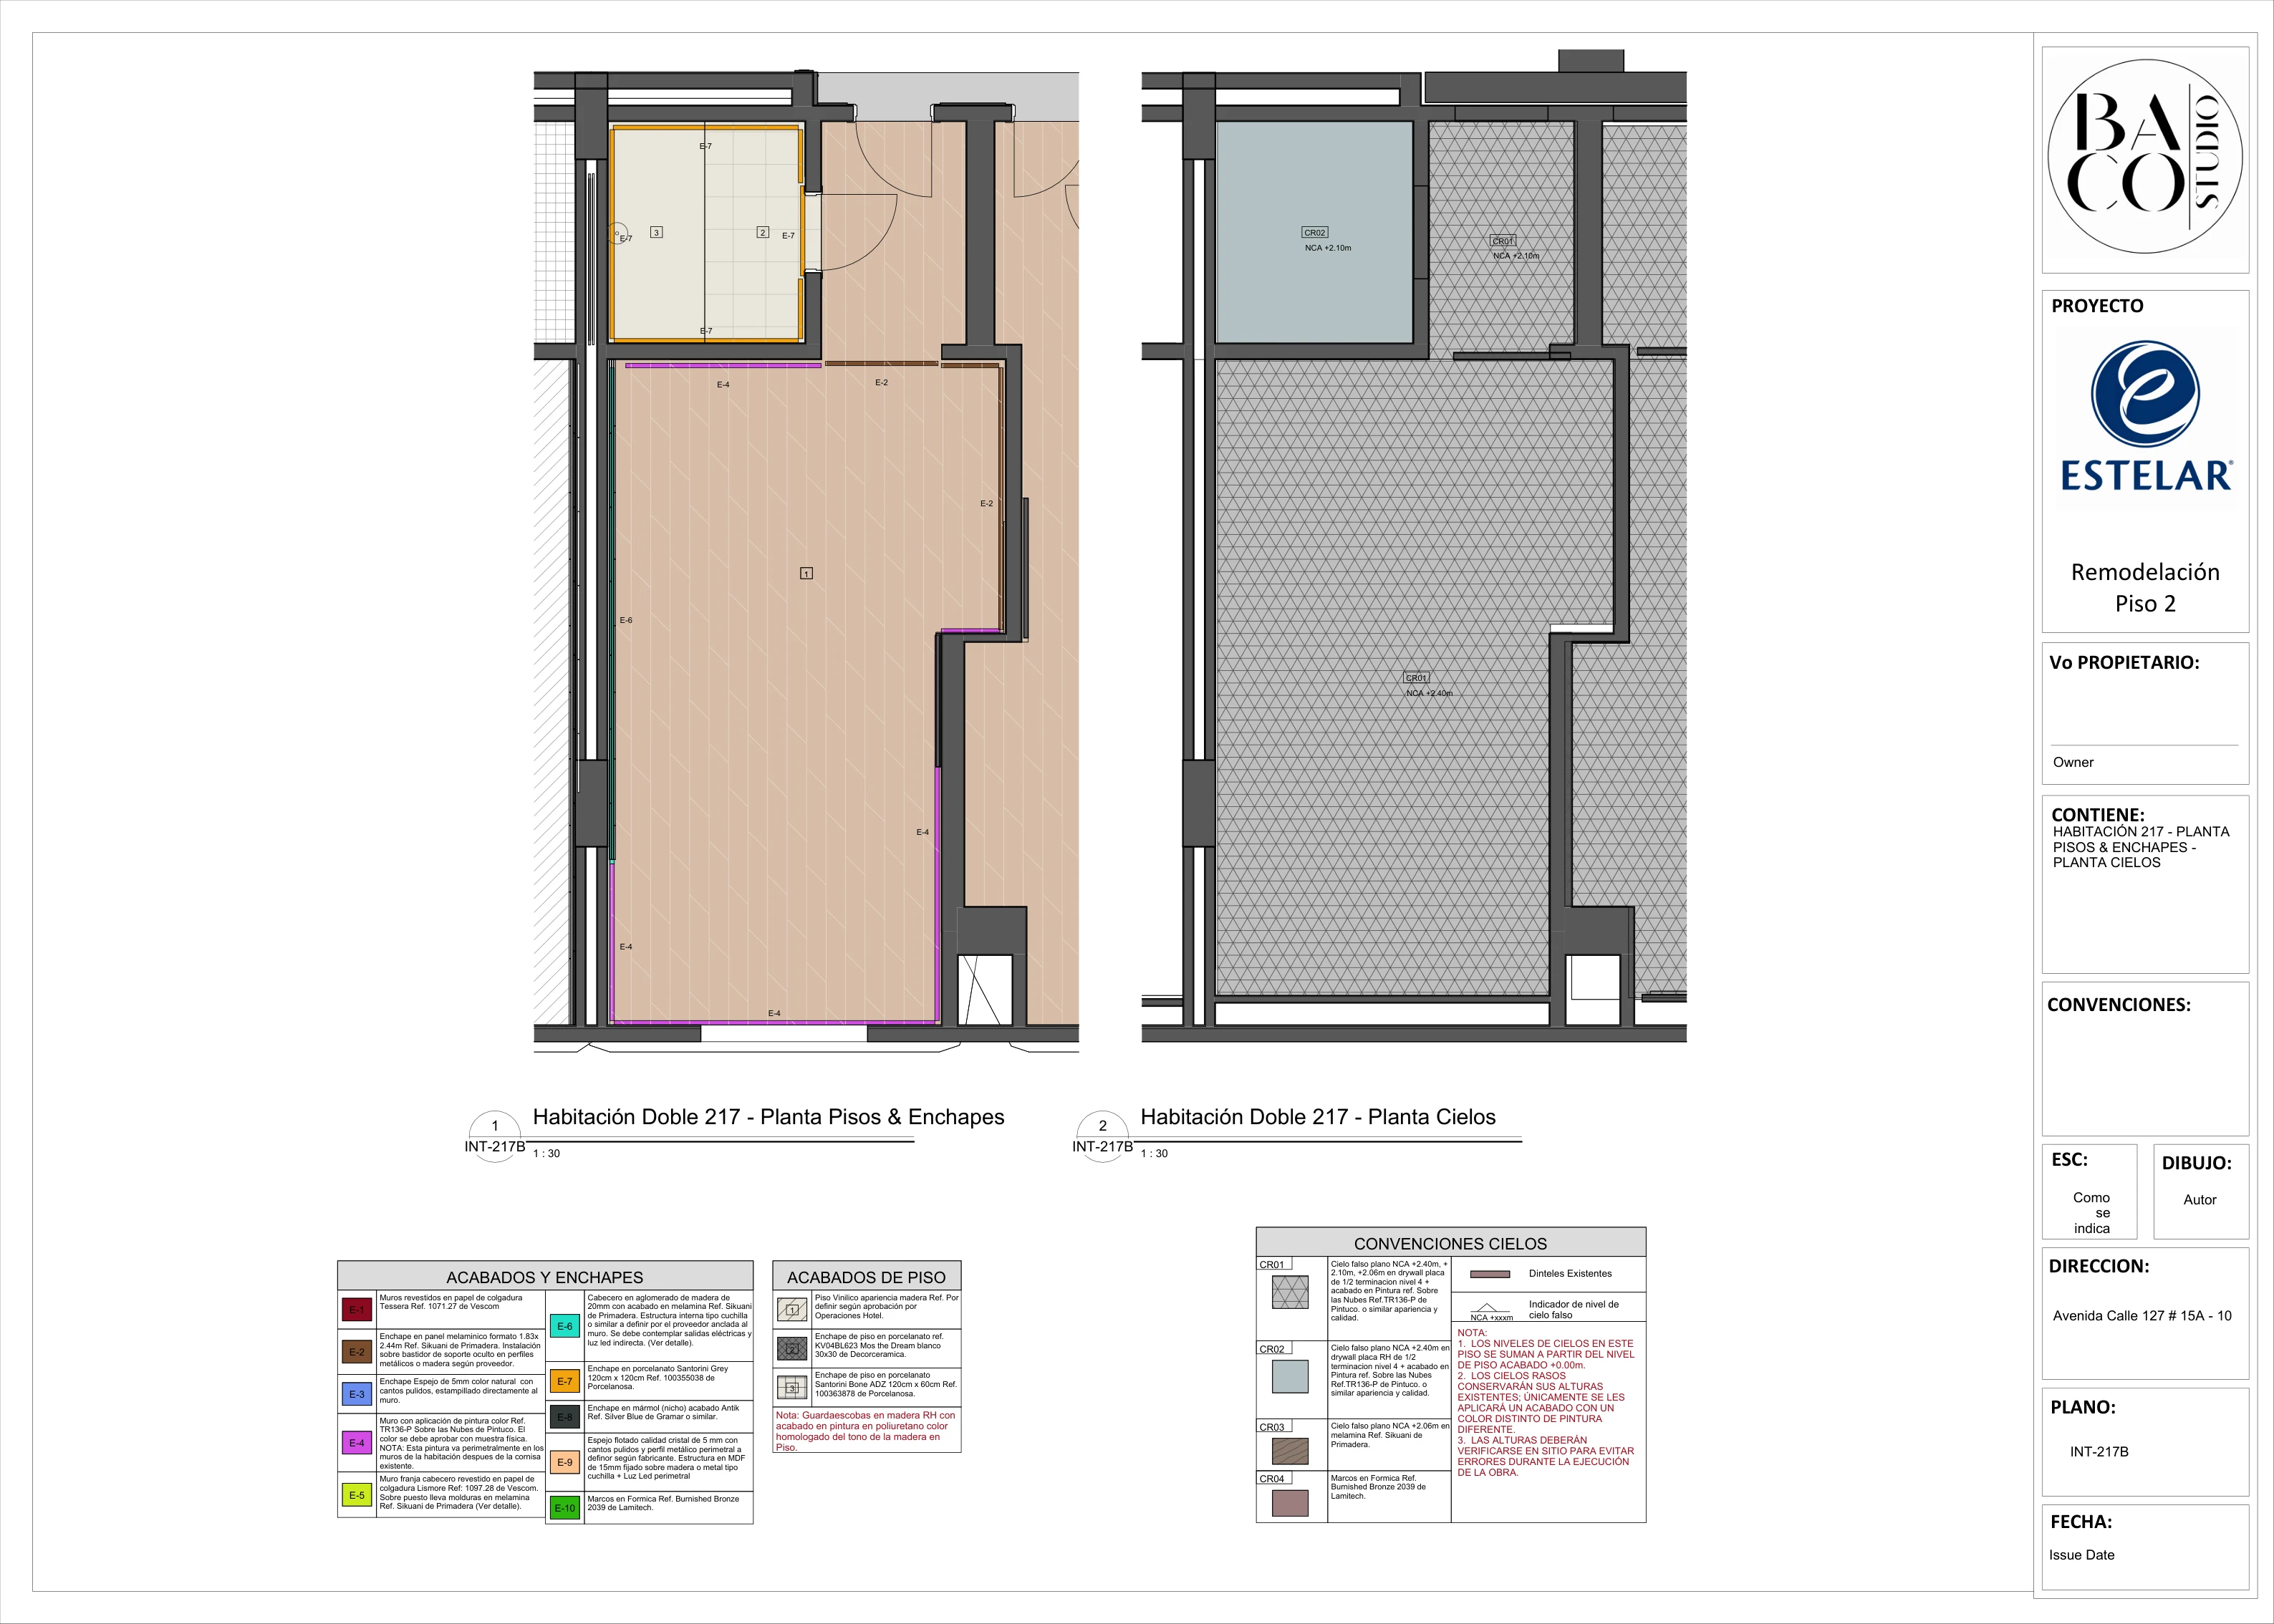 E-7
E-7
3
2
E-7
E-7
E-4
E-2
E-2
1
E-6
E-4
E-4
E-4
CR02
NCA +2.10m
CR01
NCA +2.10m
CR01
NCA +2.40m
1
INT-217B
Habitación Doble 217 - Planta Pisos & Enchapes
1 : 30
2
INT-217B
Habitación Doble 217 - Planta Cielos
1 : 30
ACABADOS Y ENCHAPES
E-1
Muros revestidos en papel de colgadura
Tessera Ref. 1071.27 de Vescom
E-2
Enchape en panel melaminico formato 1.83x
2.44m Ref. Sikuani de Primadera. Instalación
sobre bastidor de soporte oculto en perfiles
metálicos o madera según proveedor.
E-3
Enchape Espejo de 5mm color natural con
cantos pulidos, estampillado directamente al
muro.
E-4
Muro con aplicación de pintura color Ref.
TR136-P Sobre las Nubes de Pintuco. El
color se debe aprobar con muestra física.
NOTA: Esta pintura va perimetralmente en los
muros de la habitación despues de la cornisa
existente.
E-5
Muro franja cabecero revestido en papel de
colgadura Lismore Ref: 1097.28 de Vescom.
Sobre puesto lleva molduras en melamina
Ref. Sikuani de Primadera (Ver detalle).
E-6
Cabecero en aglomerado de madera de
20mm con acabado en melamina Ref. Sikuani
de Primadera. Estructura interna tipo cuchilla
o similar a definir por el proveedor anclada al
muro. Se debe contemplar salidas eléctricas y
luz led indirecta. (Ver detalle).
E-7
Enchape en porcelanato Santorini Grey
120cm x 120cm Ref. 100355038 de
Porcelanosa.
E-8
Enchape en mármol (nicho) acabado Antik
Ref. Silver Blue de Gramar o similar.
E-9
Espejo flotado calidad cristal de 5 mm con
cantos pulidos y perfil metálico perimetral a
definor según fabricante. Estructura en MDF
de 15mm fijado sobre madera o metal tipo
cuchilla + Luz Led perimetral
E-10
Marcos en Formica Ref. Burnished Bronze
2039 de Lamitech.
ACABADOS DE PISO
1
Piso Vinilico apariencia madera Ref. Por
definir según aprobación por
Operaciones Hotel.
2
Enchape de piso en porcelanato ref.
KV04BL623 Mos the Dream blanco
30x30 de Decorceramica.
3
Enchape de piso en porcelanato
Santorini Bone ADZ 120cm x 60cm Ref.
100363878 de Porcelanosa.
Nota: Guardaescobas en madera RH con
acabado en pintura en poliuretano color
homologado del tono de la madera en
Piso.
CONVENCIONES CIELOS
CR01
Cielo falso plano NCA +2.40m, +
2.10m, +2.06m en drywall placa
de 1/2 terminacion nivel 4 +
acabado en Pintura ref. Sobre
las Nubes Ref.TR136-P de
Pintuco. o similar apariencia y
calidad.
CR02
Cielo falso plano NCA +2.40m en
drywall placa RH de 1/2
terminacion nivel 4 + acabado en
Pintura ref. Sobre las Nubes
Ref.TR136-P de Pintuco. o
similar apariencia y calidad.
CR03
Cielo falso plano NCA +2.06m en
melamina Ref. Sikuani de
Primadera.
CR04
Marcos en Formica Ref.
Burnished Bronze 2039 de
Lamitech.
Dinteles Existentes
NCA +xxxm
Indicador de nivel de
cielo falso
NOTA:
1. LOS NIVELES DE CIELOS EN ESTE
PISO SE SUMAN A PARTIR DEL NIVEL
DE PISO ACABADO +0.00m.
2. LOS CIELOS RASOS
CONSERVARÁN SUS ALTURAS
EXISTENTES; ÚNICAMENTE SE LES
APLICARÁ UN ACABADO CON UN
COLOR DISTINTO DE PINTURA
DIFERENTE.
3. LAS ALTURAS DEBERÁN
VERIFICARSE EN SITIO PARA EVITAR
ERRORES DURANTE LA EJECUCIÓN
DE LA OBRA.
BA
CO
STUDIO
PROYECTO
ESTELAR®
Remodelación
Piso 2
Vo PROPIETARIO:
Owner
CONTIENE:
HABITACIÓN 217 - PLANTA
PISOS & ENCHAPES -
PLANTA CIELOS
CONVENCIONES:
ESC:
Como
se
indica
DIBUJO:
Autor
DIRECCION:
Avenida Calle 127 # 15A - 10
PLANO:
INT-217B
FECHA:
Issue Date